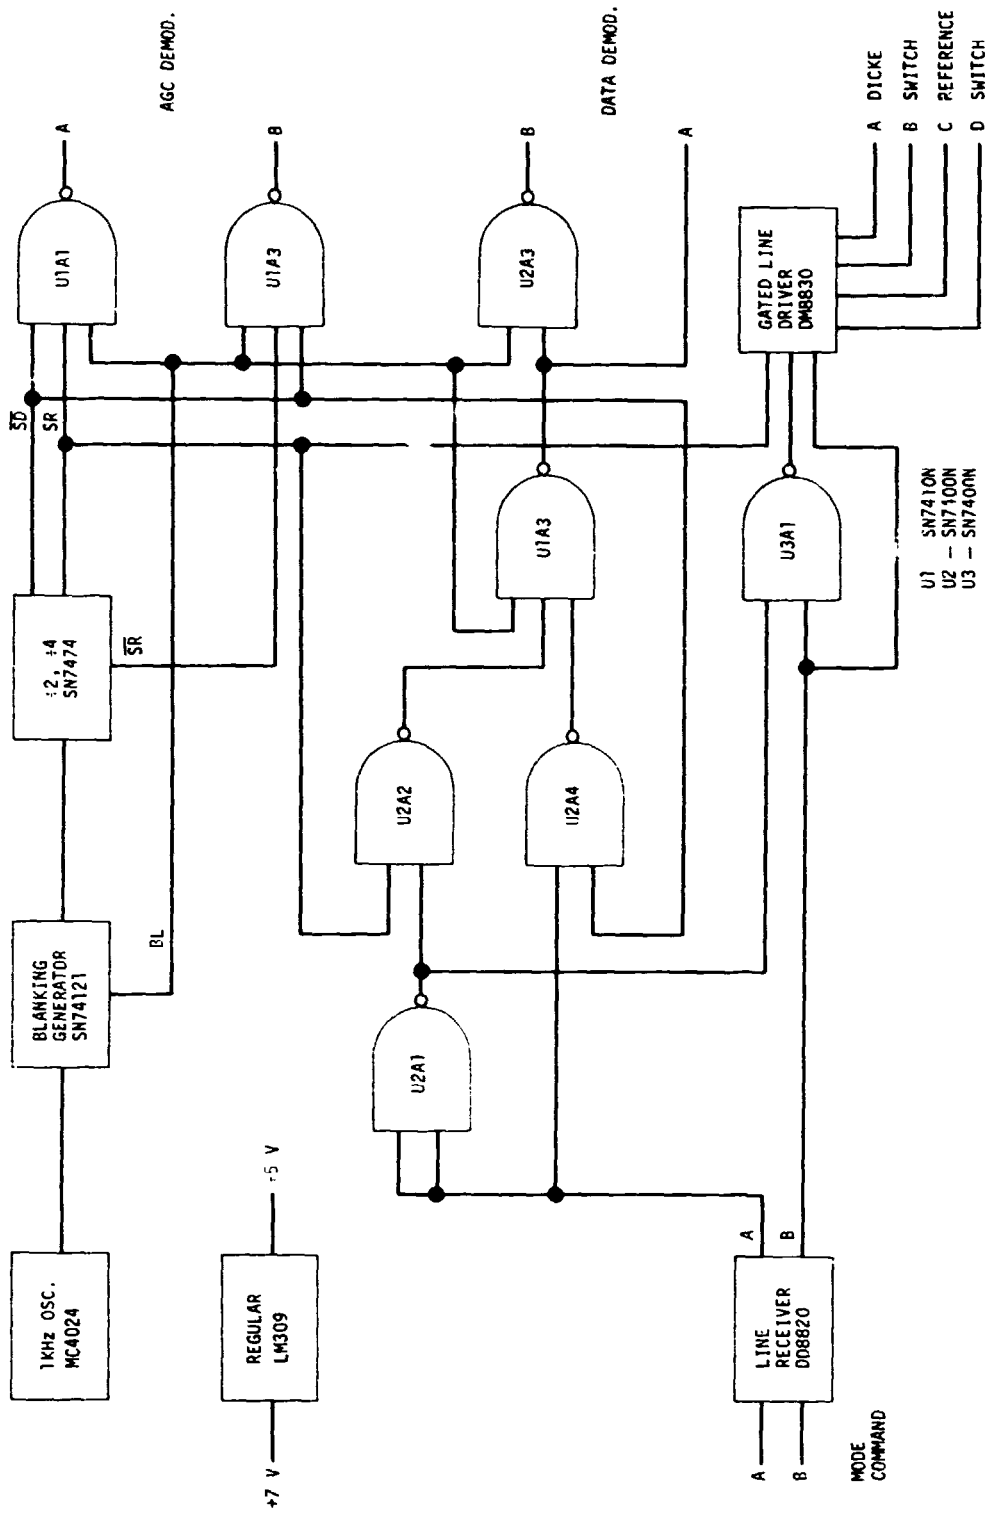 1KHz OSC.
MC4024
BLANKING
GENERATOR
SN74121
BL
÷2, ÷4
SN7474
SD
SR
SR
U1A1
A
AGC DEMOD.
U1A3
B
+7 V
REGULAR
LM309
+5 V
U2A1
U2A2
U2A4
U1A3
U2A3
B
DATA DEMOD.
A
MODE
COMMAND
A
B
LINE
RECEIVER
DD8820
A
B
U3A1
GATED LINE
DRIVER
DM8830
A DICKE
B SWITCH
C REFERENCE
D SWITCH
U1 SN7410N
U2 - SN7100N
U3 - SN7400N